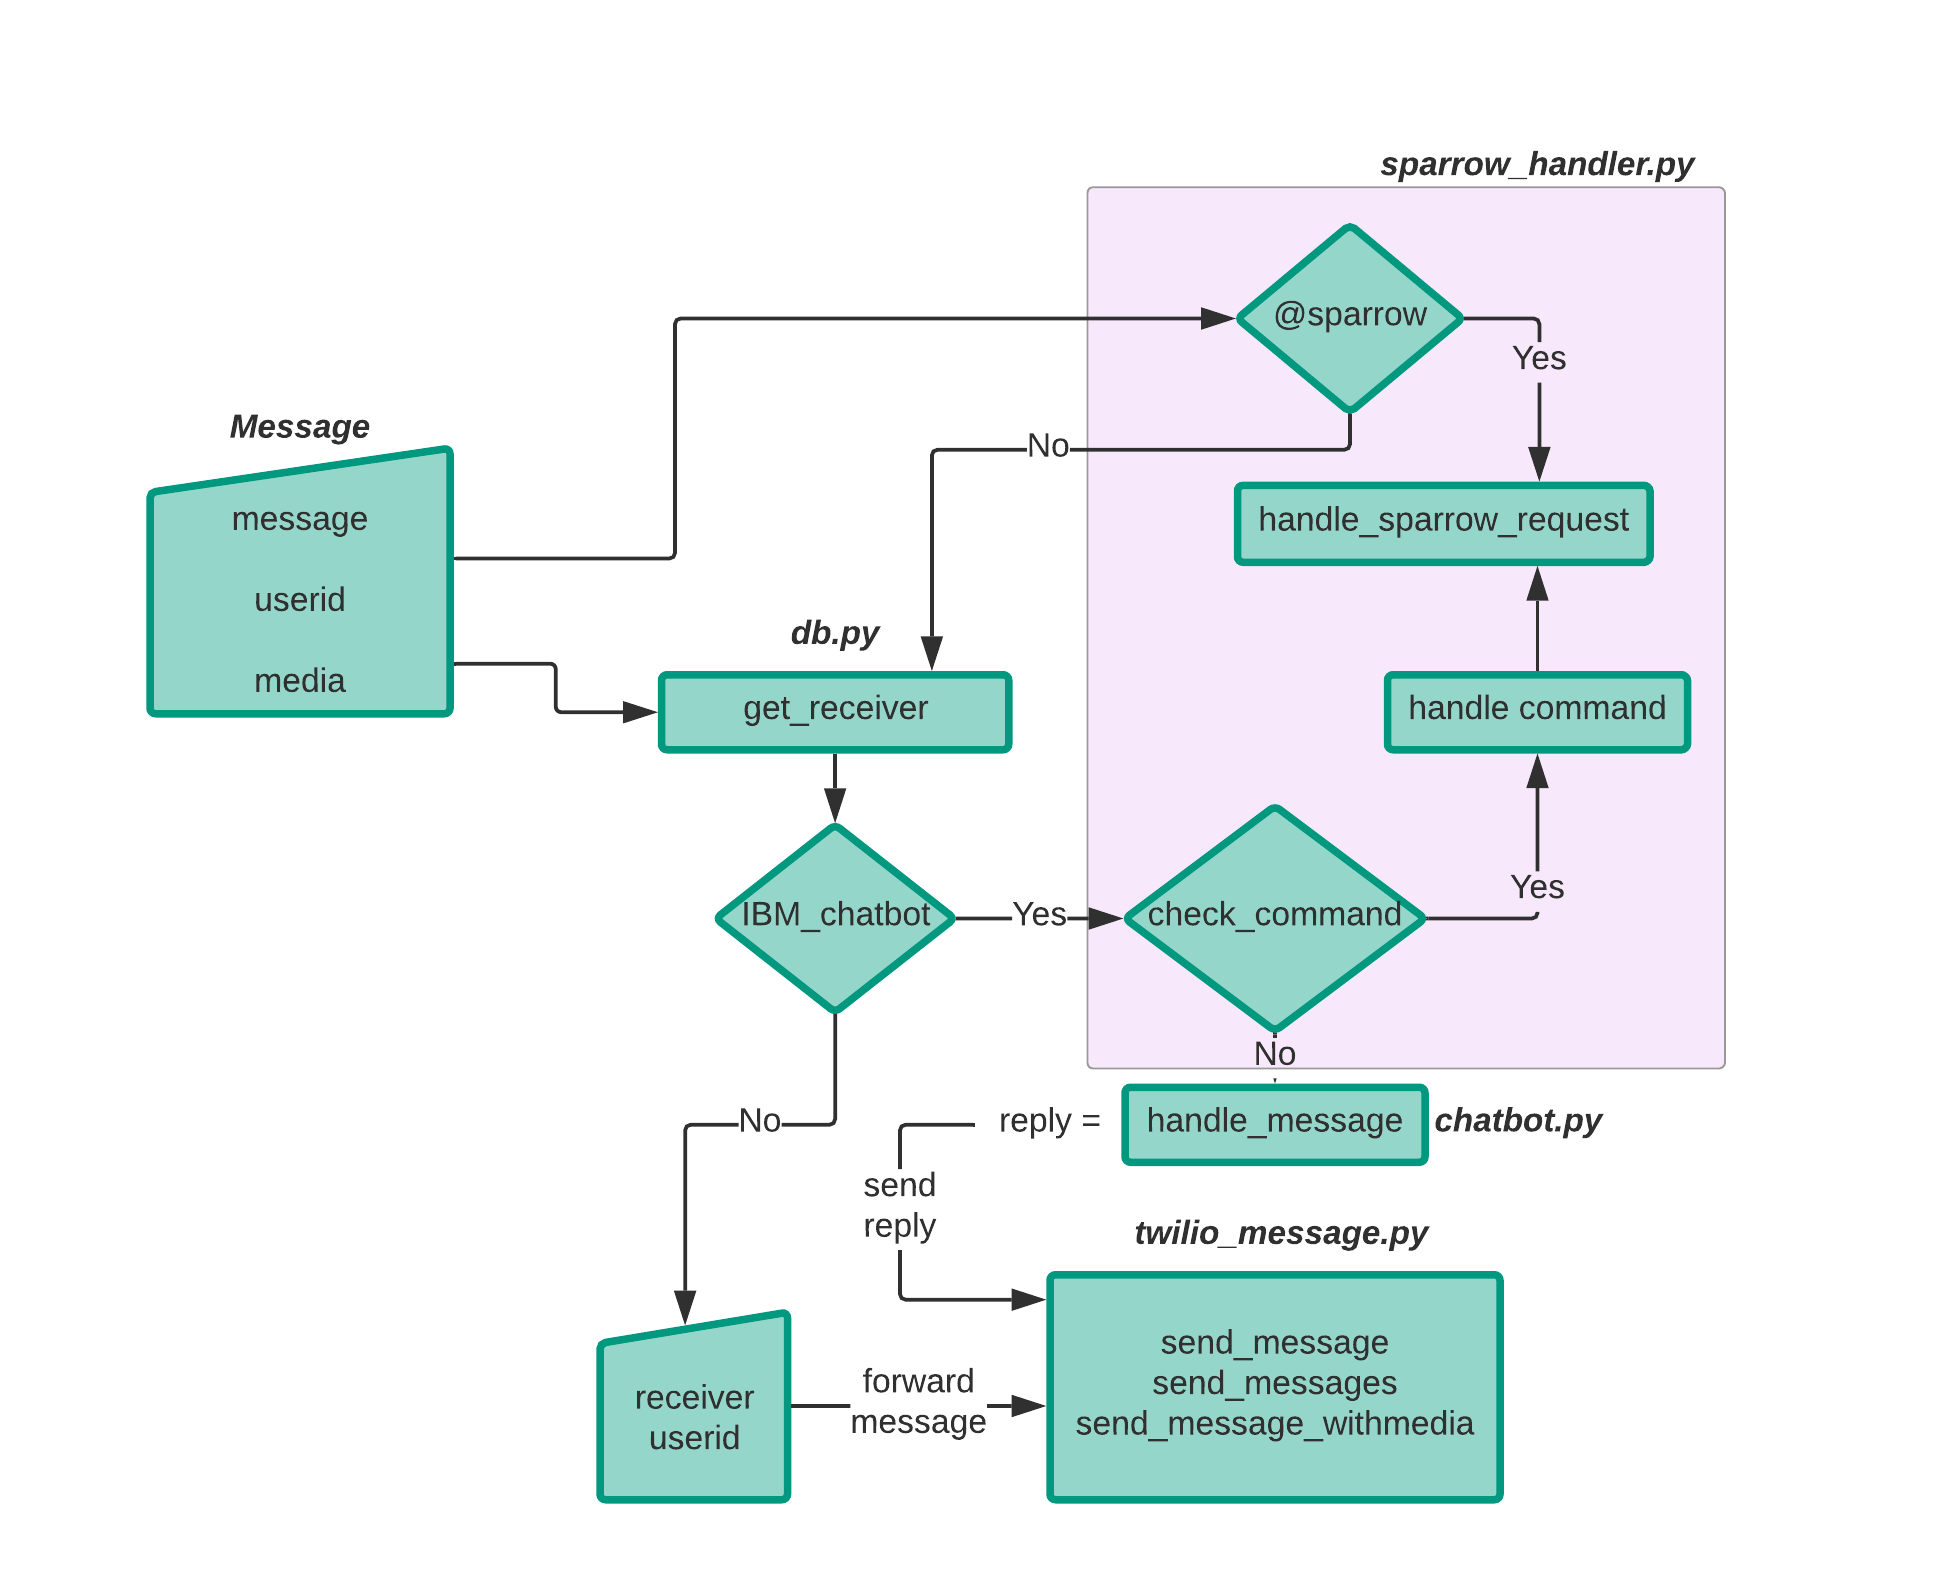 sparrow_handler.py
@sparrow
Yes
Message
No
message
handle_sparrow_request
userid
db.py
media
get_receiver
handle command
Yes
IBM_chatbot
Yes
check_command
No
No
reply =
handle_message
chatbot.py
send
reply
twilio_message.py
send_message
send_messages
send_message_withmedia
forward
message
receiver
userid